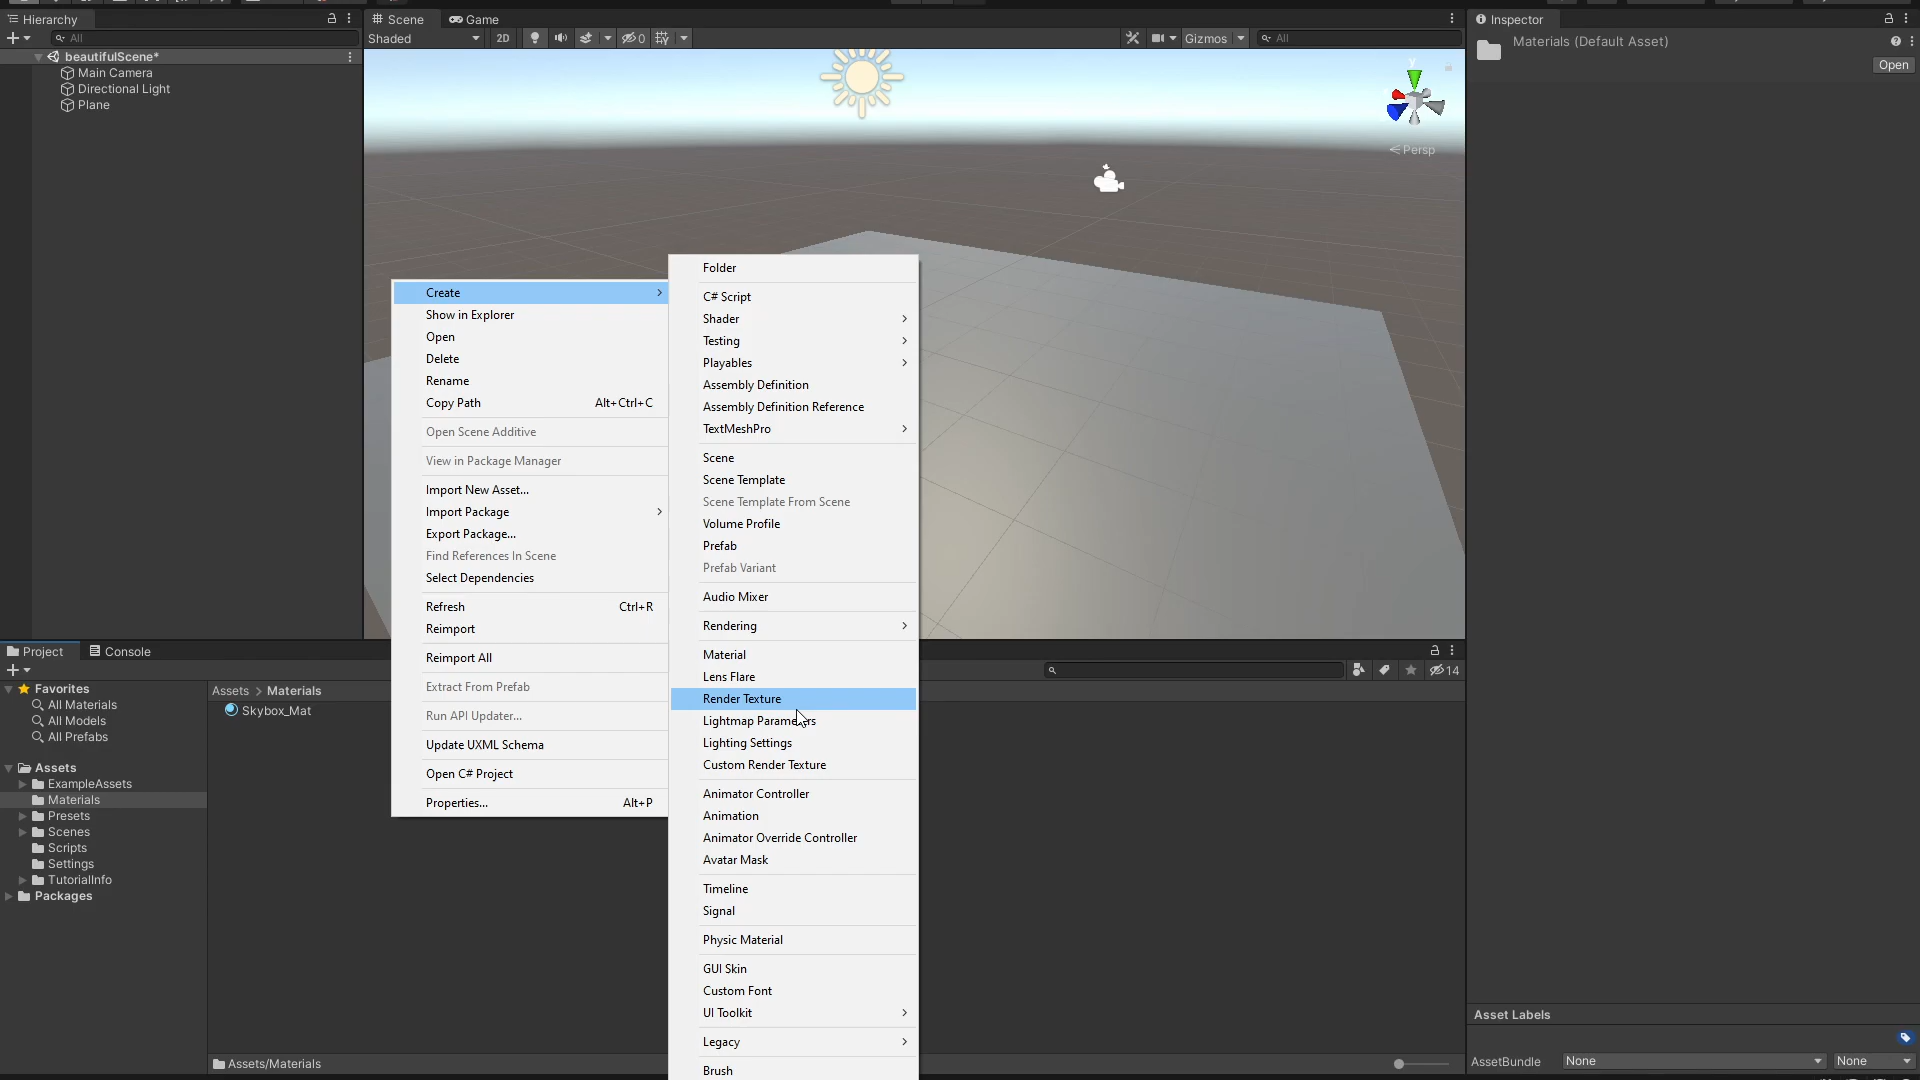 Hierarchy
Scene
Game
Inspector
All
Shaded
2D
0
Gizmos
All
Materials (Default Asset)
Open
beautifulScene*
Main Camera
Directional Light
Plane
y
Persp
Create
Show in Explorer
Open
Delete
Rename
Copy Path Alt+Ctrl+C
Open Scene Additive
View in Package Manager
Import New Asset...
Import Package
Export Package...
Find References In Scene
Select Dependencies
Refresh Ctrl+R
Reimport
Reimport All
Extract From Prefab
Run API Updater...
Update UXML Schema
Open C# Project
Properties... Alt+P
Folder
C# Script
Shader
Testing
Playables
Assembly Definition
Assembly Definition Reference
TextMeshPro
Scene
Scene Template
Scene Template From Scene
Volume Profile
Prefab
Prefab Variant
Audio Mixer
Rendering
Material
Lens Flare
Render Texture
Lightmap Parameters
Lighting Settings
Custom Render Texture
Animator Controller
Animation
Animator Override Controller
Avatar Mask
Timeline
Signal
Physic Material
GUI Skin
Custom Font
UI Toolkit
Legacy
Brush
Project
Console
14
Favorites
All Materials
All Models
All Prefabs
Assets
ExampleAssets
Materials
Presets
Scenes
Scripts
Settings
TutorialInfo
Packages
Assets > Materials
Skybox_Mat
Assets/Materials
Asset Labels
AssetBundle None None